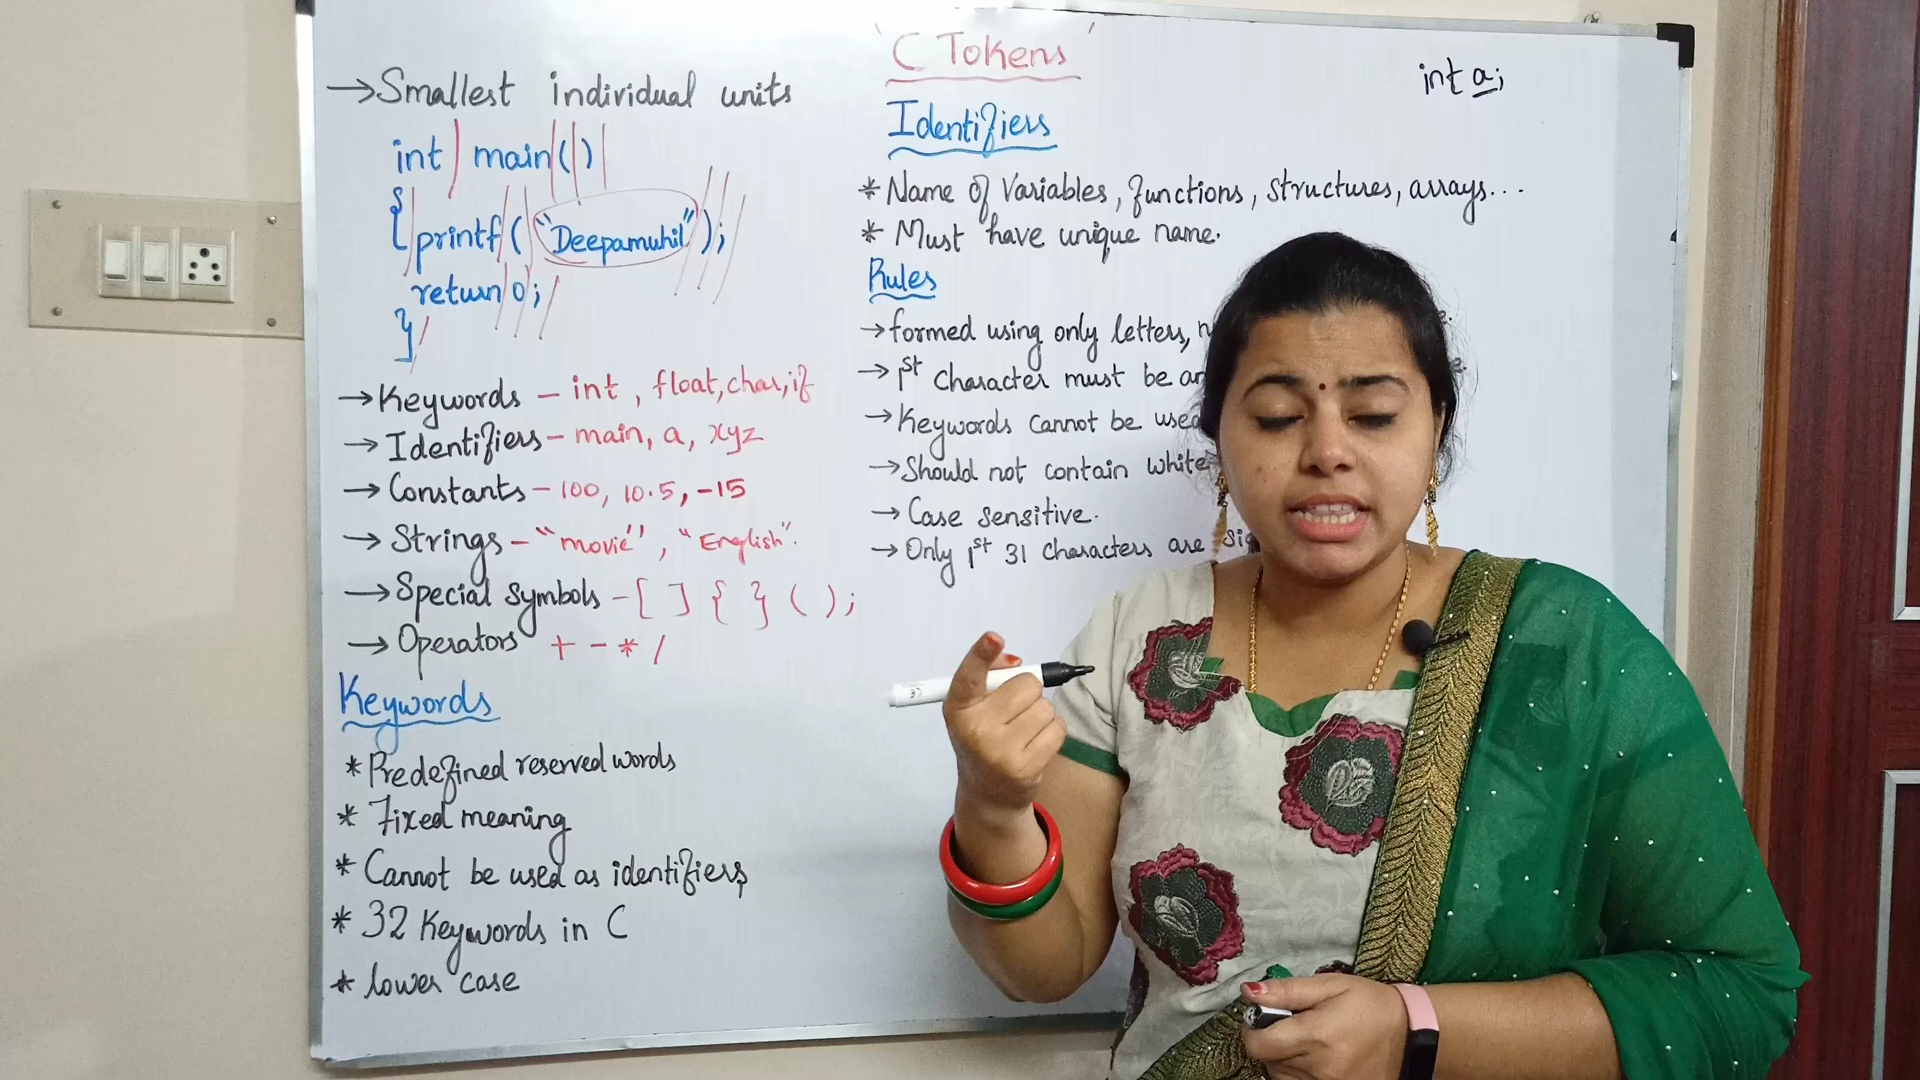 'C Tokens'
→ Smallest individual units
int main()
{
printf("Deepamuhil");
return 0;
}
→ Keywords – int, float, char, if
→ Identifiers – main, a, xyz
→ Constants – 100, 10.5, -15
→ Strings – "movie", "English".
→ Special Symbols – [ ] { } ( ) ;
→ Operators + - * /
Keywords
* Predefined reserved words
* Fixed meaning
* Cannot be used as identifiers
* 32 Keywords in C
* lower case
int a;
Identifiers
* Name of Variables, functions, structures, arrays...
* Must have unique name.
Rules
→ formed using only letters,
→ 1st Character must be
→ Keywords Cannot be used
→ Should not contain white
→ Case sensitive.
→ Only 1st 31 Characters are